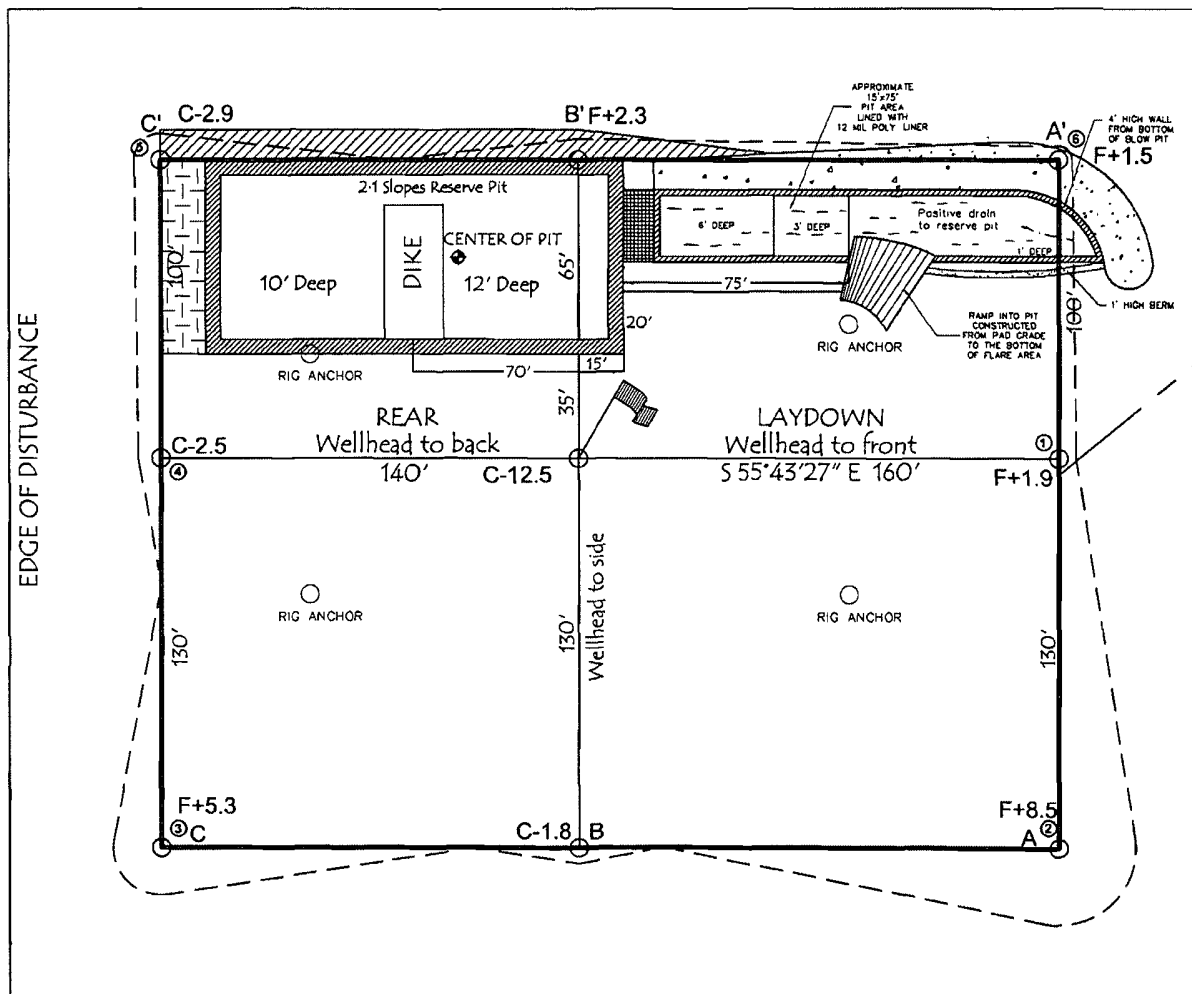 C-2.9
C'
B' F+2.3
APPROXIMATE
15'x75'
PIT AREA
LINED WITH
12 MIL POLY LINER
A' ⑥
F+1.5
4' HIGH WALL
FROM BOTTOM
OF BLOW PIT
⑤
2:1 Slopes Reserve Pit
100'
DIKE
CENTER OF PIT
10' Deep
12' Deep
65'
6' DEEP
3' DEEP
Positive drain
to reserve pit
1' DEEP
75'
1' HIGH BERM
100'
20'
RAMP INTO PIT
CONSTRUCTED
FROM PAD GRADE
TO THE BOTTOM
OF FLARE AREA
RIG ANCHOR
RIG ANCHOR
70'
15'
35'
EDGE OF DISTURBANCE
REAR
Wellhead to back
140'
LAYDOWN
Wellhead to front
S 55°43'27" E 160'
C-2.5
④
C-12.5
①
F+1.9
Wellhead to side
RIG ANCHOR
RIG ANCHOR
130'
130'
130'
F+5.3
③ C
C-1.8 B
F+8.5
A ②